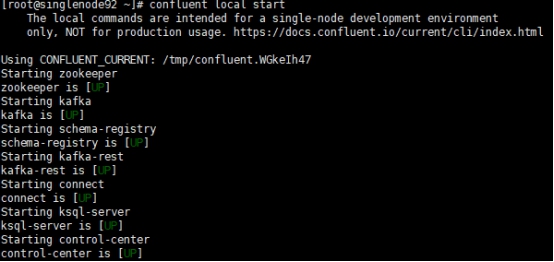 [root@singlenode92 ~]# confluent local start
The local commands are intended for a single-node development environment
only, NOT for production usage. https://docs.confluent.io/current/cli/index.html
Using CONFLUENT_CURRENT: /tmp/confluent.WGkeIh47
Starting zookeeper
zookeeper is [UP]
Starting kafka
kafka is [UP]
Starting schema-registry
schema-registry is [UP]
Starting kafka-rest
kafka-rest is [UP]
Starting connect
connect is [UP]
Starting ksql-server
ksql-server is [UP]
Starting control-center
control-center is [UP]